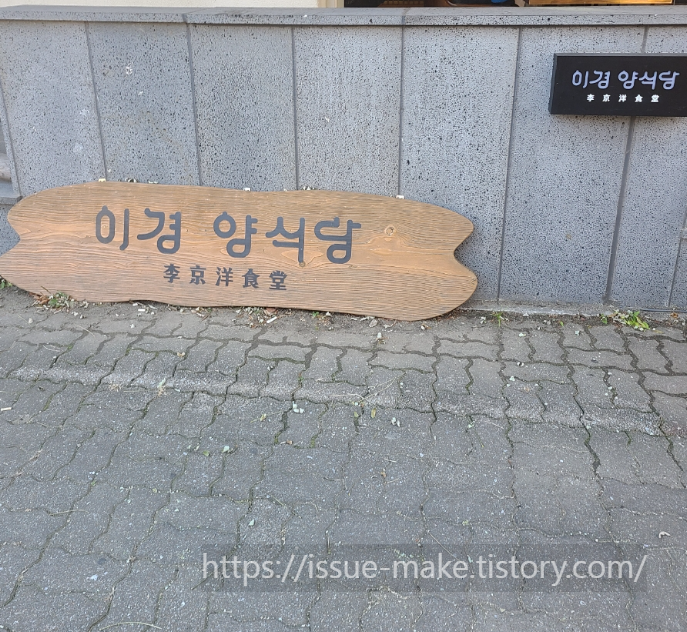 이경 양식당
李京洋食堂
이경 양식당
李京洋食堂
https://issue-make.tistory.com/